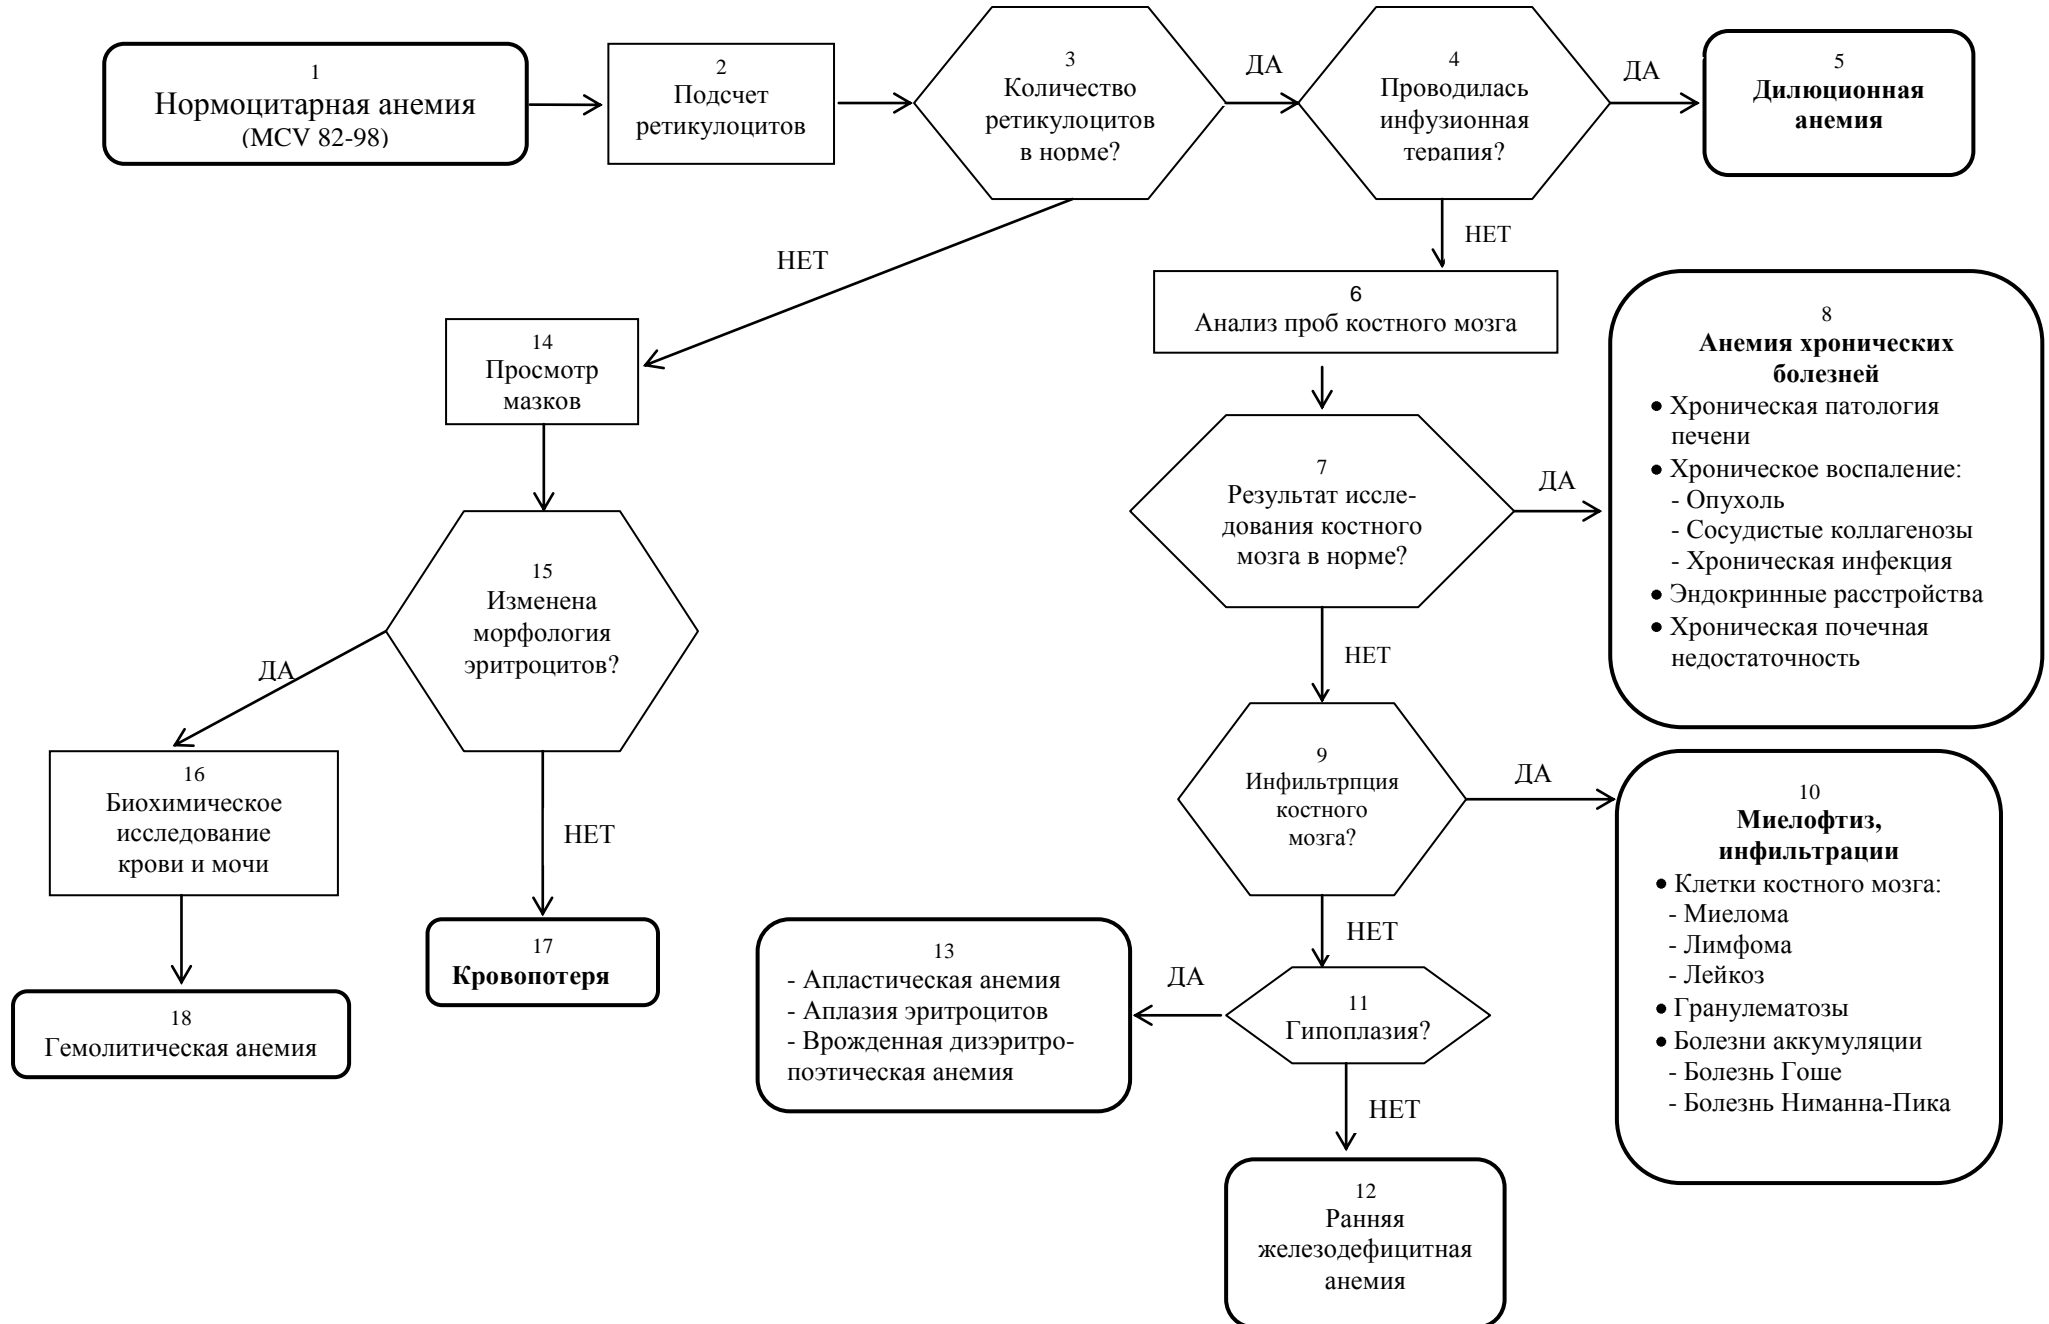 1
Нормоцитарная анемия
(MCV 82-98)
2
Подсчет
ретикулоцитов
3
Количество
ретикулоцитов
в норме?
ДА
4
Проводилась
инфузионная
терапия?
ДА
5
Дилюционная
анемия
НЕТ
НЕТ
6
Анализ проб костного мозга
7
Результат иссле-
дования костного
мозга в норме?
ДА
8
Анемия хронических
болезней
• Хроническая патология
печени
• Хроническое воспаление:
- Опухоль
- Сосудистые коллагенозы
- Хроническая инфекция
• Эндокринные расстройства
• Хроническая почечная
недостаточность
НЕТ
9
Инфильтрпция
костного
мозга?
ДА
10
Миелофтиз,
инфильтрации
• Клетки костного мозга:
- Миелома
- Лимфома
- Лейкоз
• Гранулематозы
• Болезни аккумуляции
- Болезнь Гоше
- Болезнь Ниманна-Пика
НЕТ
11
Гипоплазия?
ДА
13
- Апластическая анемия
- Аплазия эритроцитов
- Врожденная дизэритро-
поэтическая анемия
НЕТ
12
Ранняя
железодефицитная
анемия
14
Просмотр
мазков
15
Изменена
морфология
эритроцитов?
ДА
16
Биохимическое
исследование
крови и мочи
НЕТ
17
Кровопотеря
18
Гемолитическая анемия